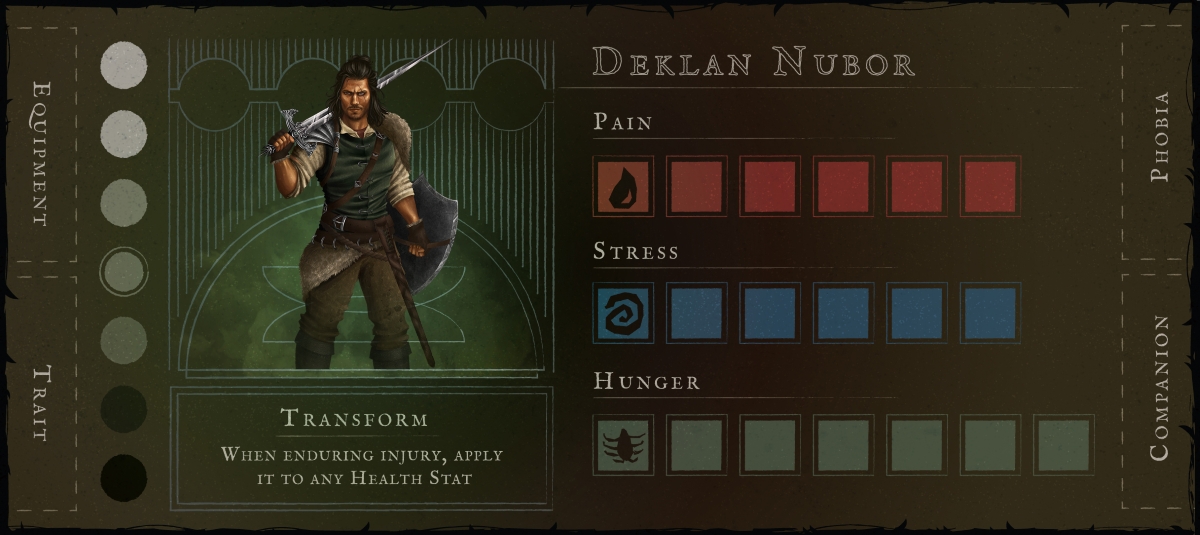 Equipment
Trait
Deklan Nubor
Pain
Stress
Hunger
Transform
When enduring injury, apply
it to any Health Stat
Phobia
Companion